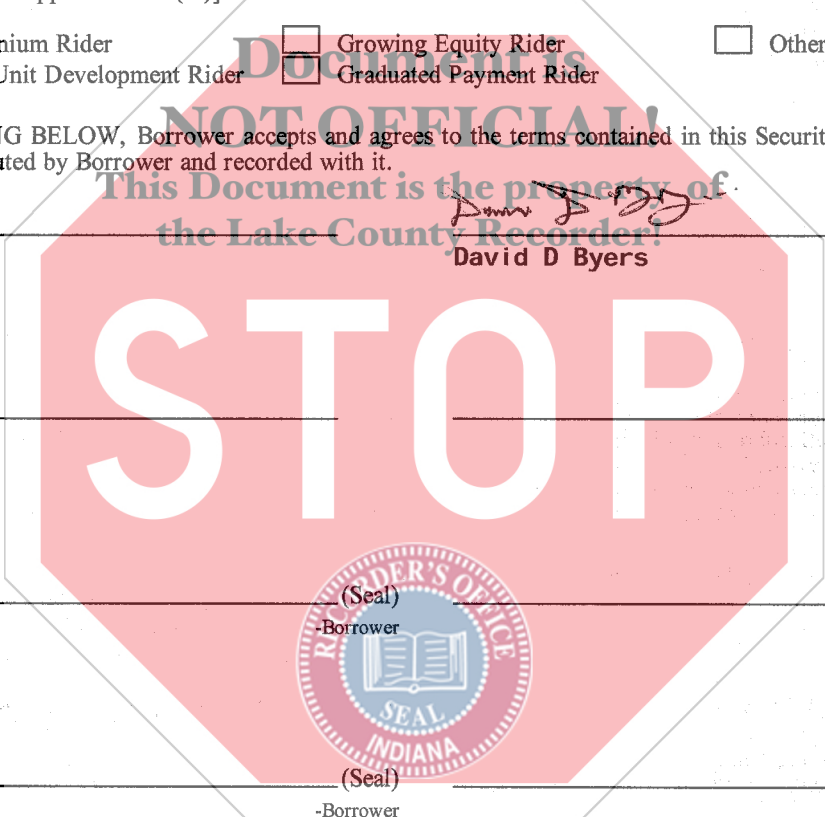 nium Rider Growing Equity Rider Other
Unit Development Rider Graduated Payment Rider
Document is
NOT OFFICIAL!
This Document is the property of
the Lake County Recorder!
NG BELOW, Borrower accepts and agrees to the terms contained in this Securit
uted by Borrower and recorded with it.
David D Byers
STOP
RECORDER'S OFFICE
(Seal)
-Borrower
SEAL
INDIANA
(Seal)
-Borrower